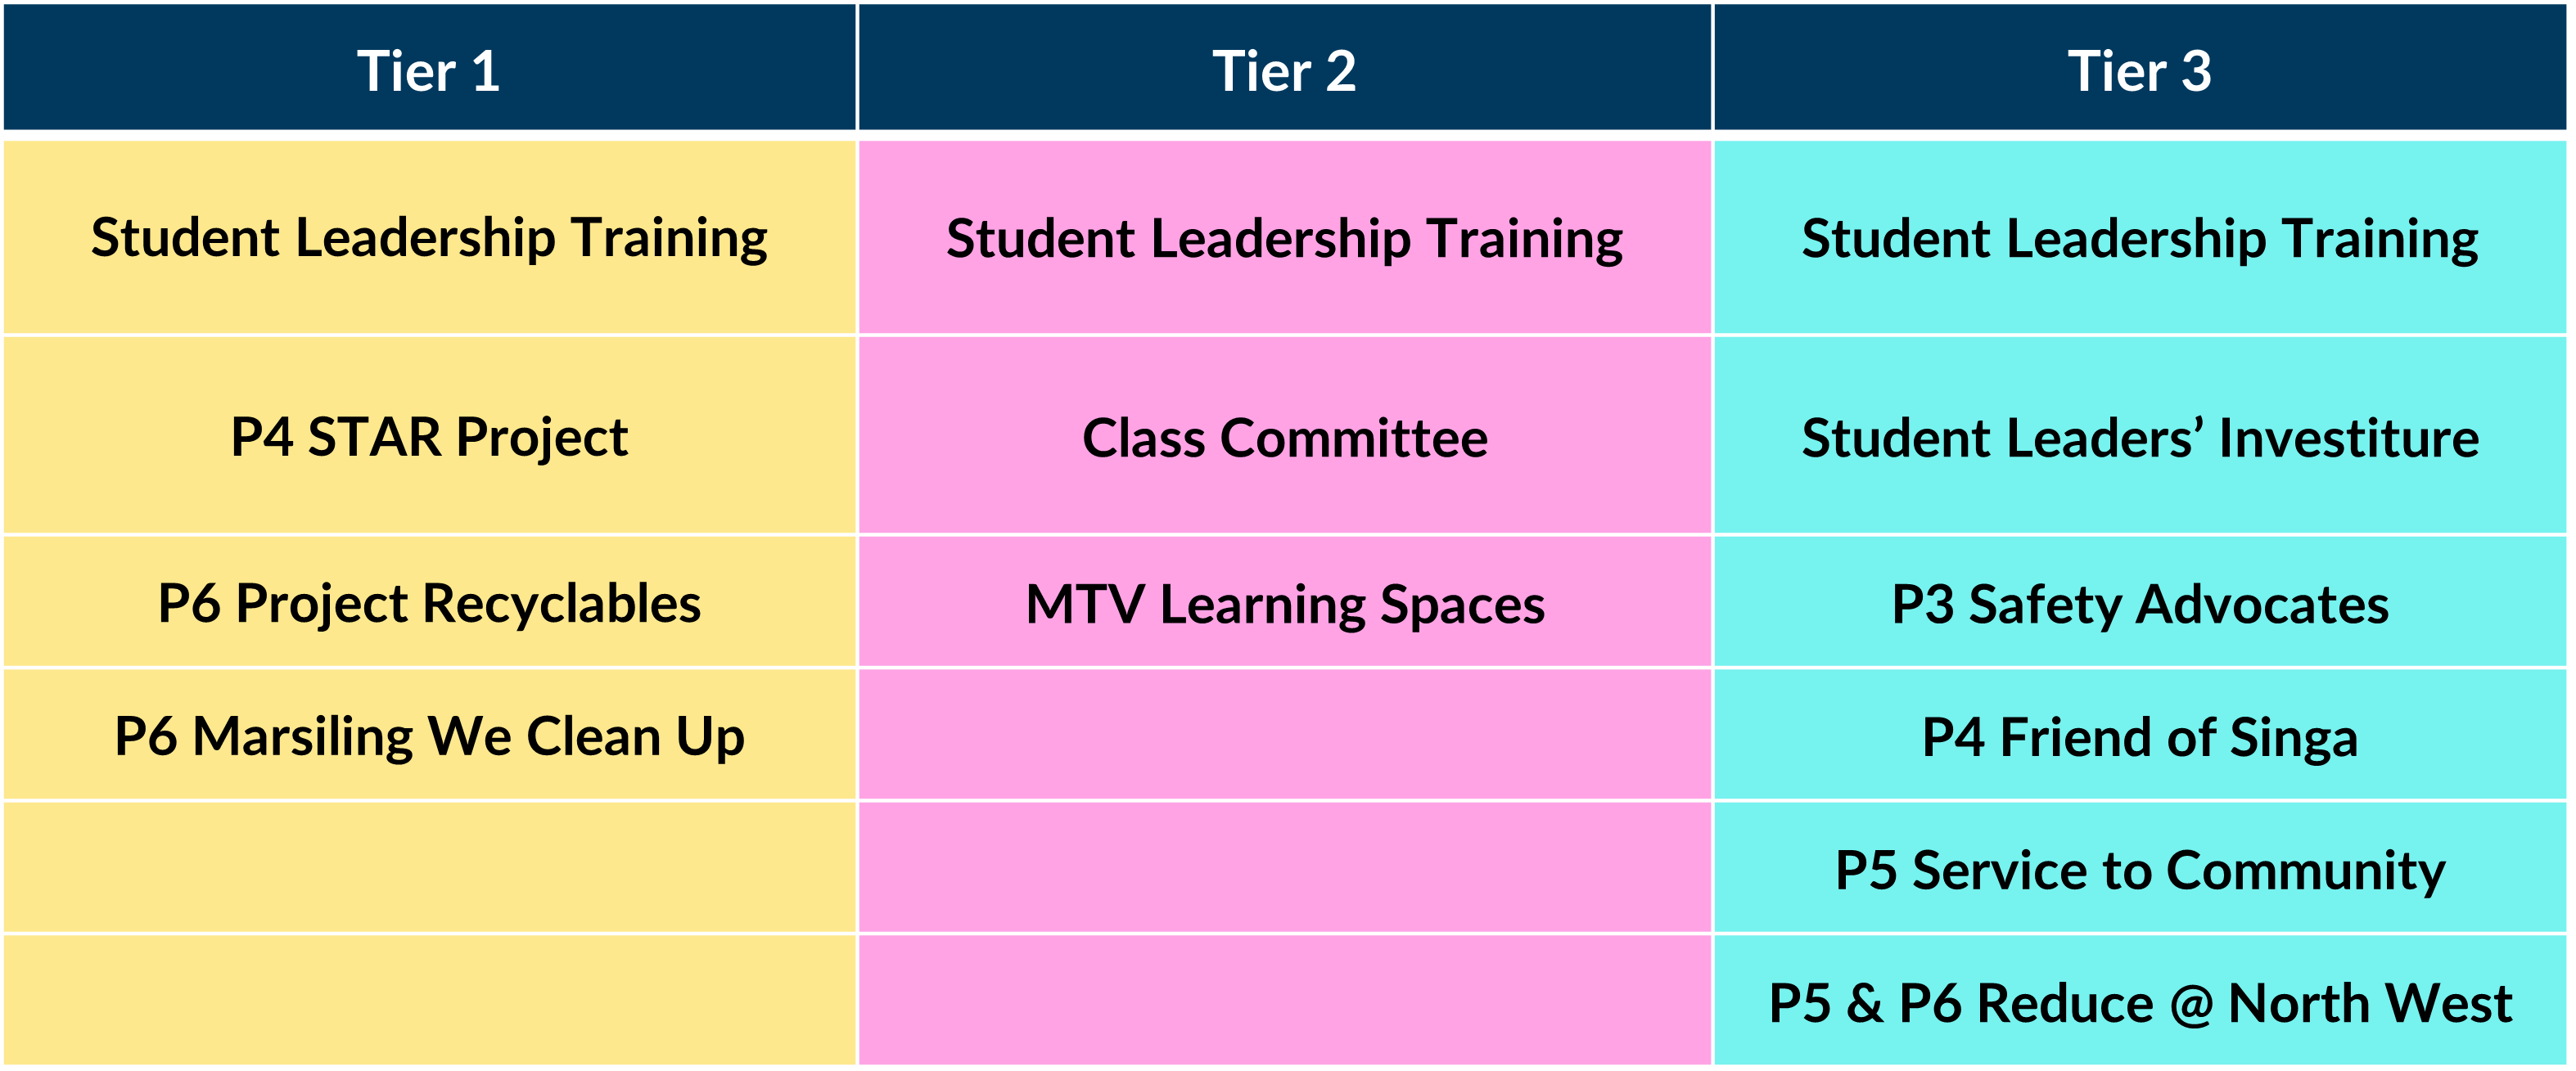 Tier 1
Tier 2
Tier 3
Student Leadership Training
Student Leadership Training
Student Leadership Training
P4 STAR Project
Class Committee
Student Leaders’ Investiture
P6 Project Recyclables
MTV Learning Spaces
P3 Safety Advocates
P6 Marsiling We Clean Up
P4 Friend of Singa
P5 Service to Community
P5 & P6 Reduce @ North West